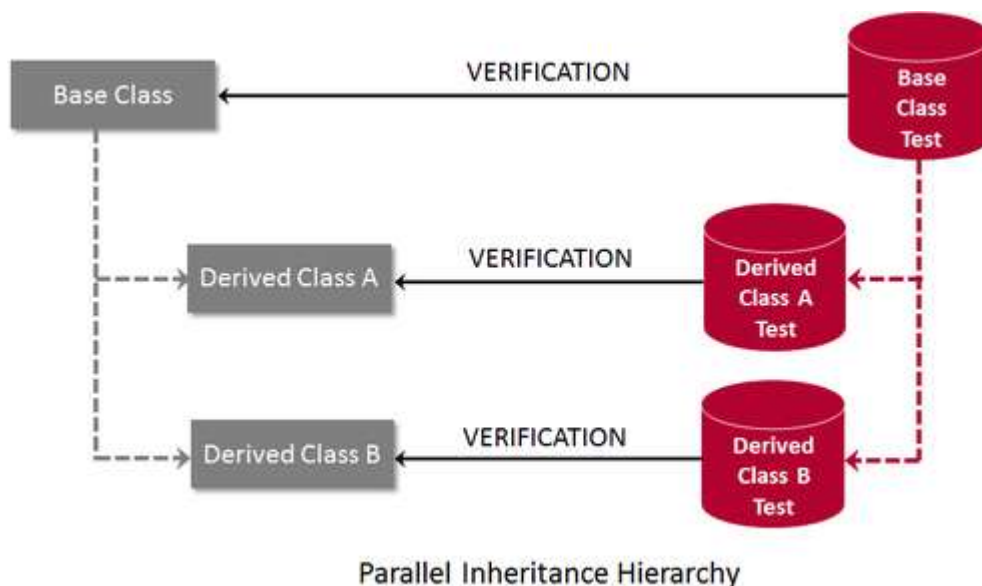 VERIFICATION
Base Class
Base
Class
Test
VERIFICATION
Derived Class A
Derived
Class A
Test
VERIFICATION
Derived Class B
Derived
Class B
Test
Parallel Inheritance Hierarchy